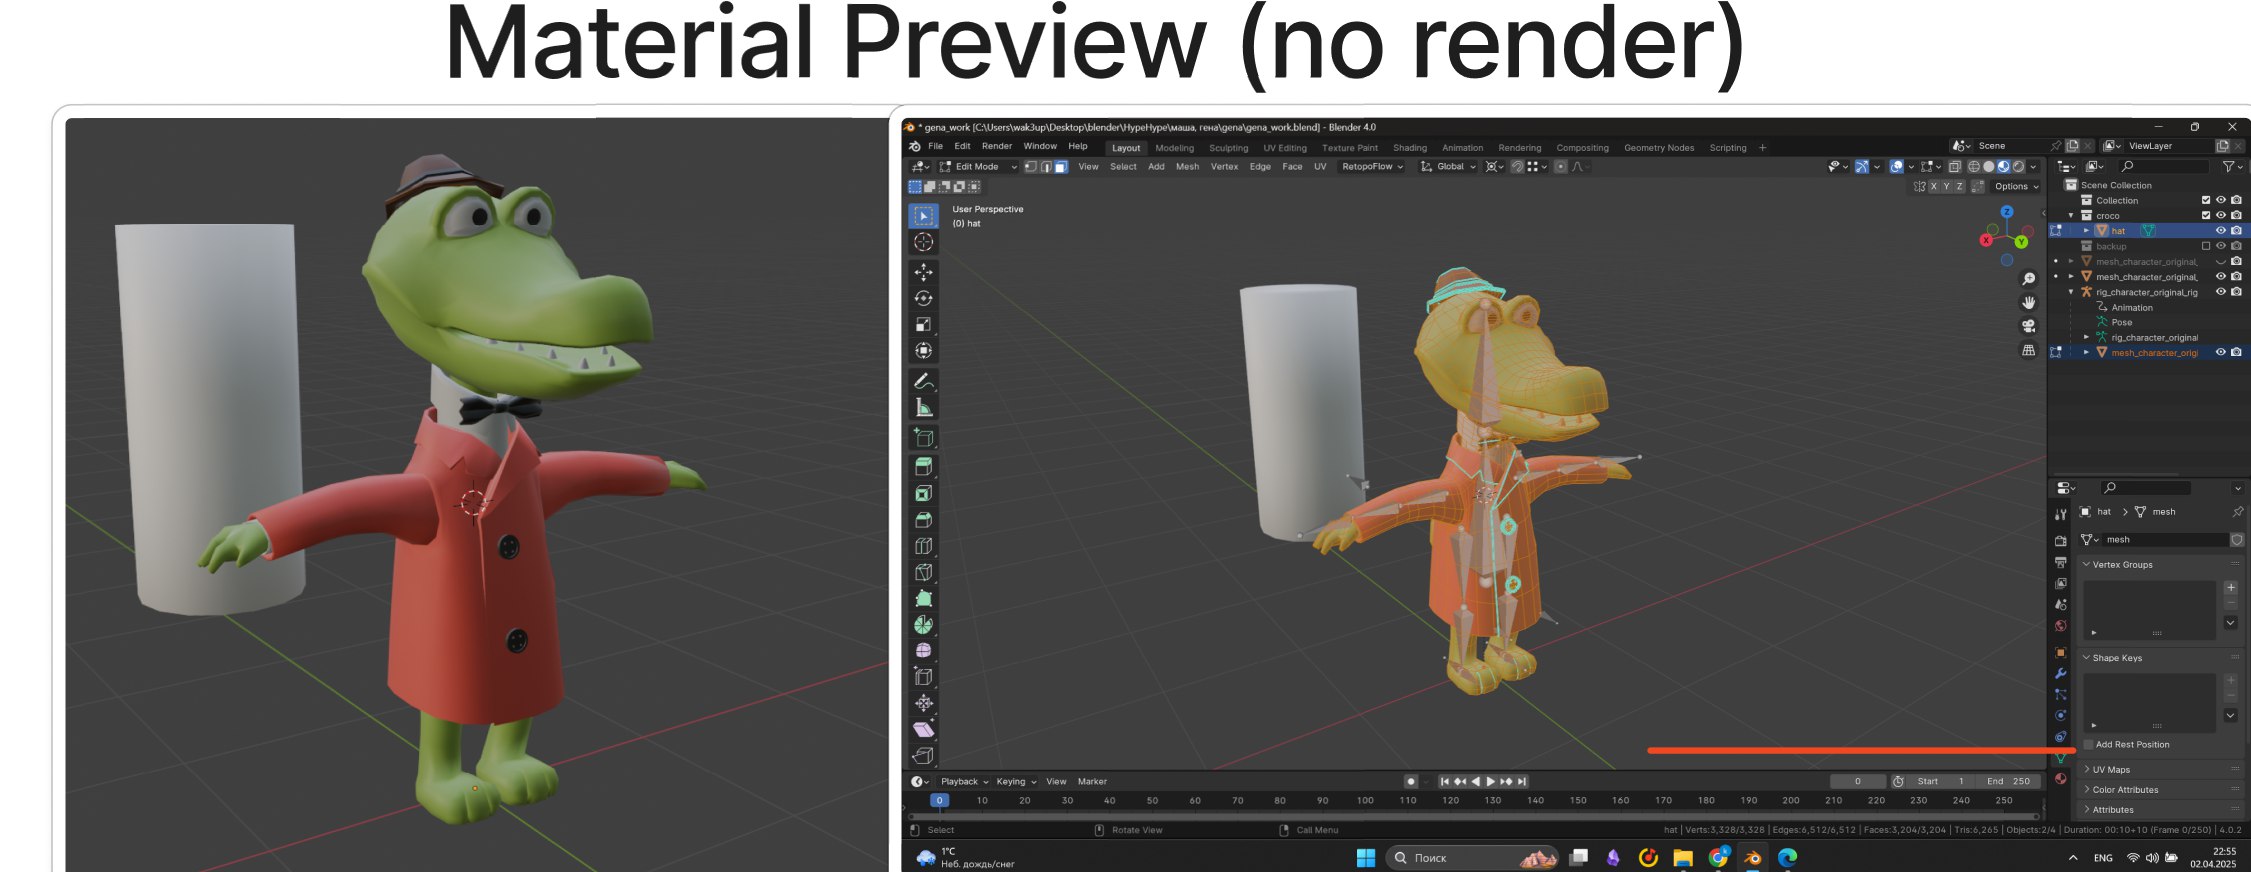 Material Preview (no render)
* gena_work [C:\Users\wak3up\Desktop\blender\HypeHype\маша, гена\gena\gena_work.blend] - Blender 4.0
File Edit Render Window Help Layout Modeling Sculpting UV Editing Texture Paint Shading Animation Rendering Compositing Geometry Nodes Scripting + Scene ViewLayer
Edit Mode View Select Add Mesh Vertex Edge Face UV RetopoFlow Global
X Y Z Options
User Perspective
(0) hat
Z
X
Y
Scene Collection
Collection
croco
hat
backup
mesh_character_original_
mesh_character_original_
rig_character_original_rig
Animation
Pose
rig_character_original
mesh_character_orig
hat > mesh
mesh
Vertex Groups
Shape Keys
Add Rest Position
UV Maps
Color Attributes
Attributes
Playback Keying View Marker 0 Start 1 End 250
0 10 20 30 40 50 60 70 80 90 100 110 120 130 140 150 160 170 180 190 200 210 220 230 240 250
Select Rotate View Call Menu hat | Verts:3,328/3,328 | Edges:6,512/6,512 | Faces:3,204/3,204 | Tris:6,265 | Objects:2/4 | Duration: 00:10+10 (Frame 0/250) | 4.0.2
1°C
Неб. дождь/снег
Поиск
ENG
22:55
02.04.2025